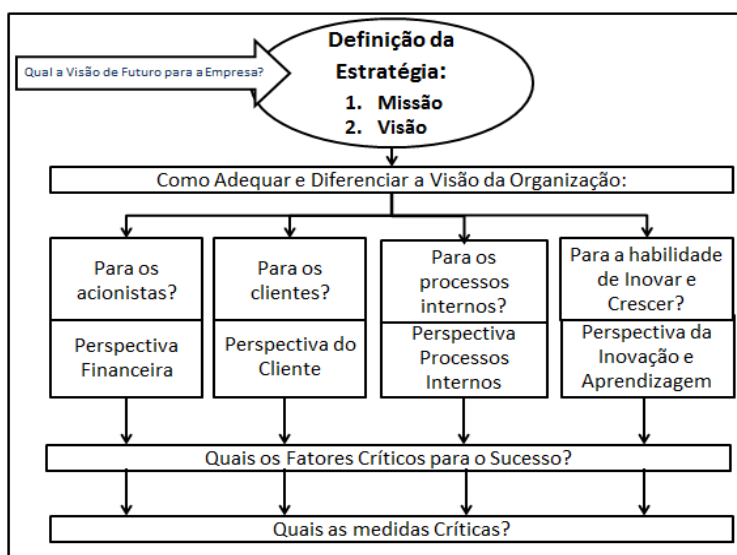 Qual a Visão de Futuro para a Empresa?
Definição da
Estratégia:
1. Missão
2. Visão
Como Adequar e Diferenciar a Visão da Organização:
Para os
acionistas?
Perspectiva
Financeira
Para os
clientes?
Perspectiva do
Cliente
Para os
processos
internos?
Perspectiva
Processos
Internos
Para a habilidade
de Inovar e
Crescer?
Perspectiva da
Inovação e
Aprendizagem
Quais os Fatores Críticos para o Sucesso?
Quais as medidas Críticas?